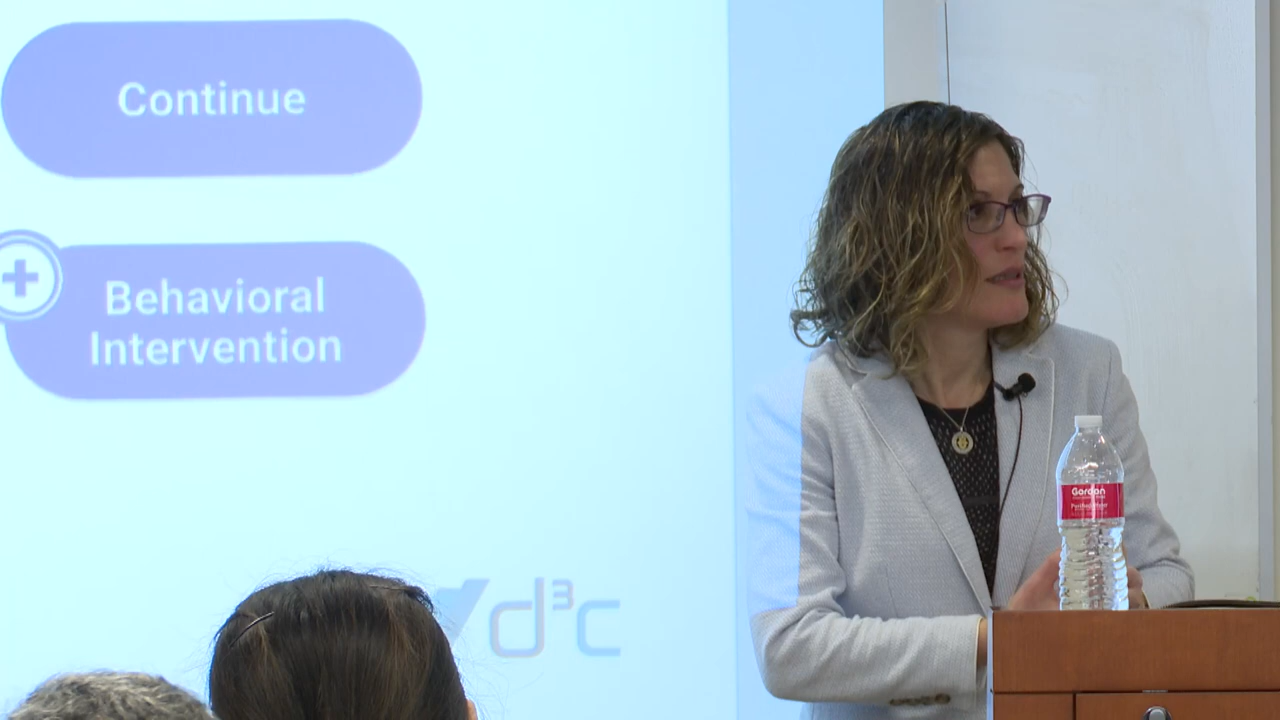 Continue
Behavioral
Intervention
d³c
Gordon